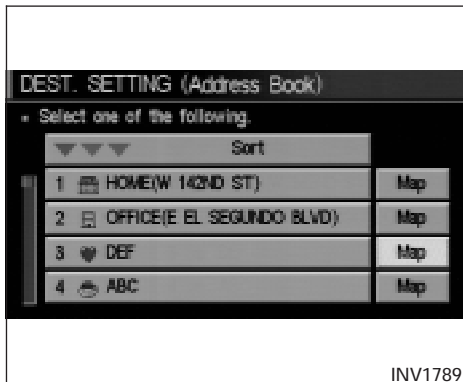 DEST. SETTING (Address Book)
Select one of the following.
Sort
1 HOME(W 142ND ST) Map
2 OFFICE(E EL SEGUNDO BLVD) Map
3 DEF Map
4 ABC Map
INV1789